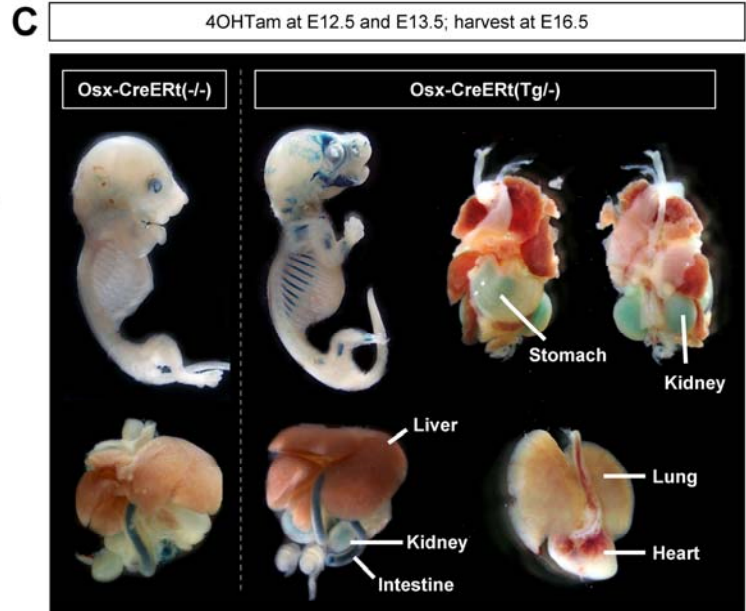 C
4OHTam at E12.5 and E13.5; harvest at E16.5
Osx-CreERt(-/-)
Osx-CreERt(Tg/-)
Stomach
Kidney
Liver
Kidney
Intestine
Lung
Heart